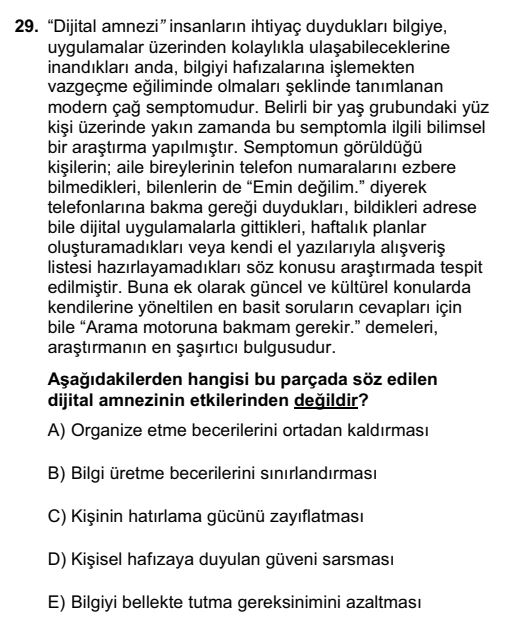 29. “Dijital amnezi” insanların ihtiyaç duydukları bilgiye,
uygulamalar üzerinden kolaylıkla ulaşabileceklerine
inandıkları anda, bilgiyi hafızalarına işlemekten
vazgeçme eğiliminde olmaları şeklinde tanımlanan
modern çağ semptomudur. Belirli bir yaş grubundaki yüz
kişi üzerinde yakın zamanda bu semptomla ilgili bilimsel
bir araştırma yapılmıştır. Semptomun görüldüğü
kişilerin; aile bireylerinin telefon numaralarını ezbere
bilmedikleri, bilenlerin de “Emin değilim.” diyerek
telefonlarına bakma gereği duydukları, bildikleri adrese
bile dijital uygulamalarla gittikleri, haftalık planlar
oluşturamadıkları veya kendi el yazılarıyla alışveriş
listesi hazırlayamadıkları söz konusu araştırmada tespit
edilmiştir. Buna ek olarak güncel ve kültürel konularda
kendilerine yöneltilen en basit soruların cevapları için
bile “Arama motoruna bakmam gerekir.” demeleri,
araştırmanın en şaşırtıcı bulgusudur.
Aşağıdakilerden hangisi bu parçada söz edilen
dijital amnezinin etkilerinden değildir?
A) Organize etme becerilerini ortadan kaldırması
B) Bilgi üretme becerilerini sınırlandırması
C) Kişinin hatırlama gücünü zayıflatması
D) Kişisel hafızaya duyulan güveni sarsması
E) Bilgiyi bellekte tutma gereksinimini azaltması